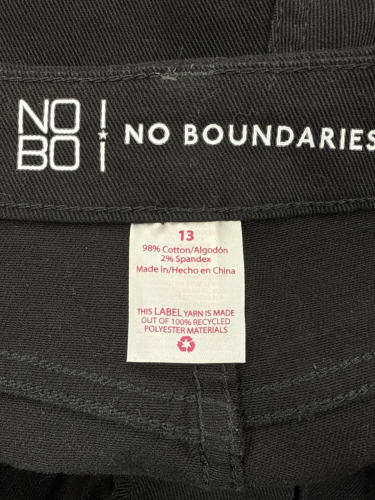 NO
BO
NO BOUNDARIES
13
98% Cotton/Algodón
2% Spandex
Made in/Hecho en China
THIS LABEL YARN IS MADE
OUT OF 100% RECYCLED
POLYESTER MATERIALS